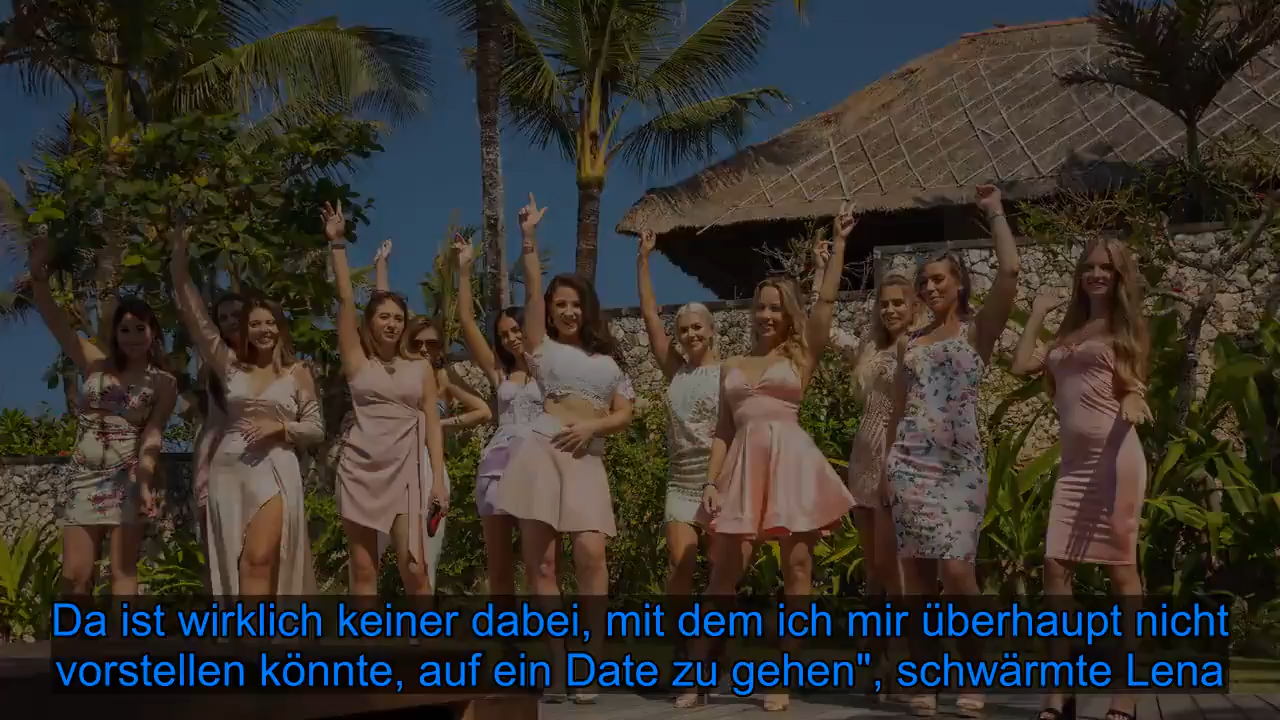 Da ist wirklich keiner dabei, mit dem ich mir überhaupt nicht
vorstellen könnte, auf ein Date zu gehen", schwärmte Lena